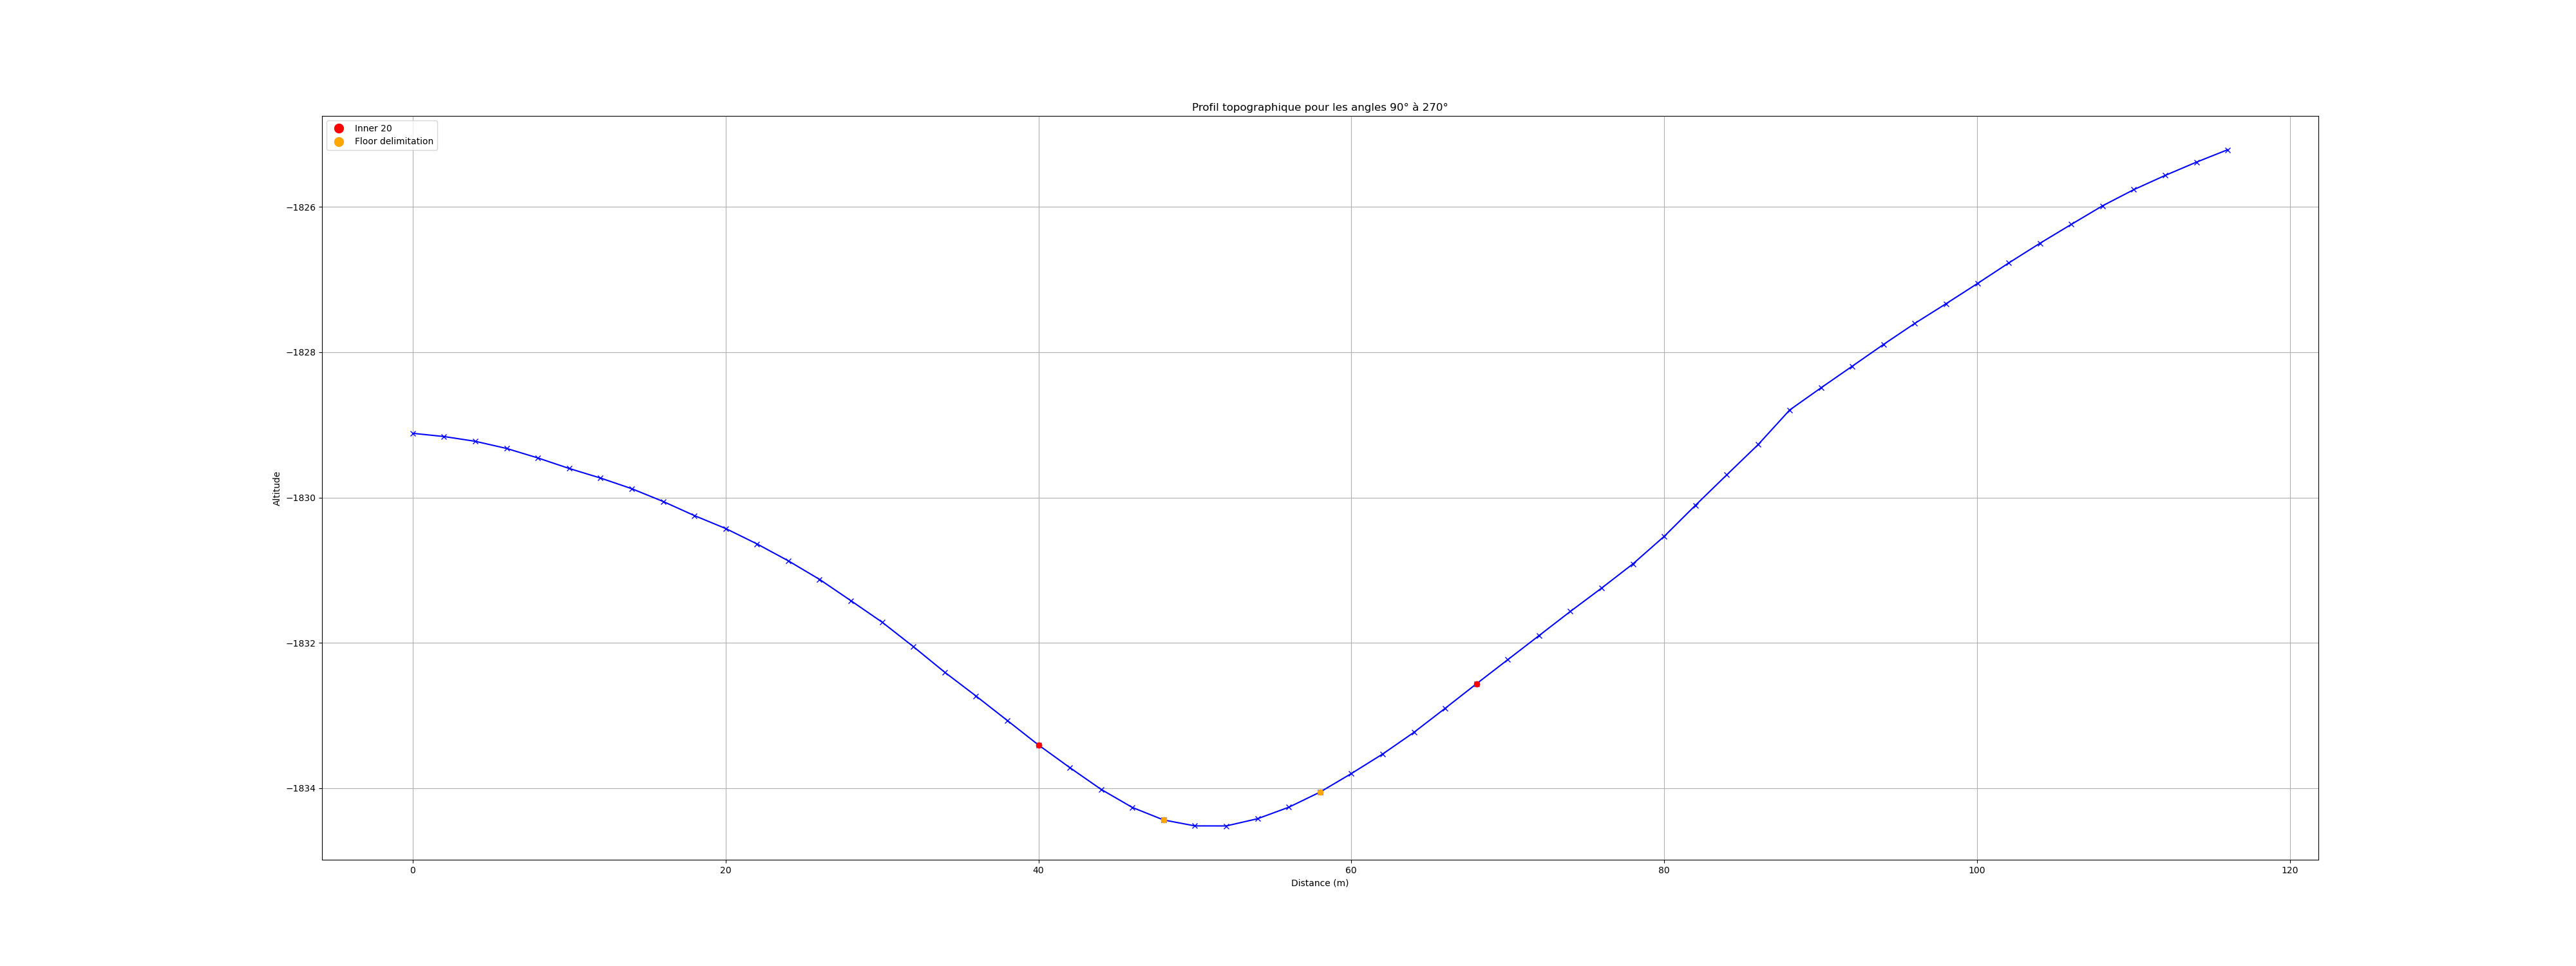 Profil topographique pour les angles 90° à 270°
Inner 20
Floor delimitation
−1826
−1828
−1830
−1832
−1834
Altitude
0 20 40 60 80 100 120
Distance (m)